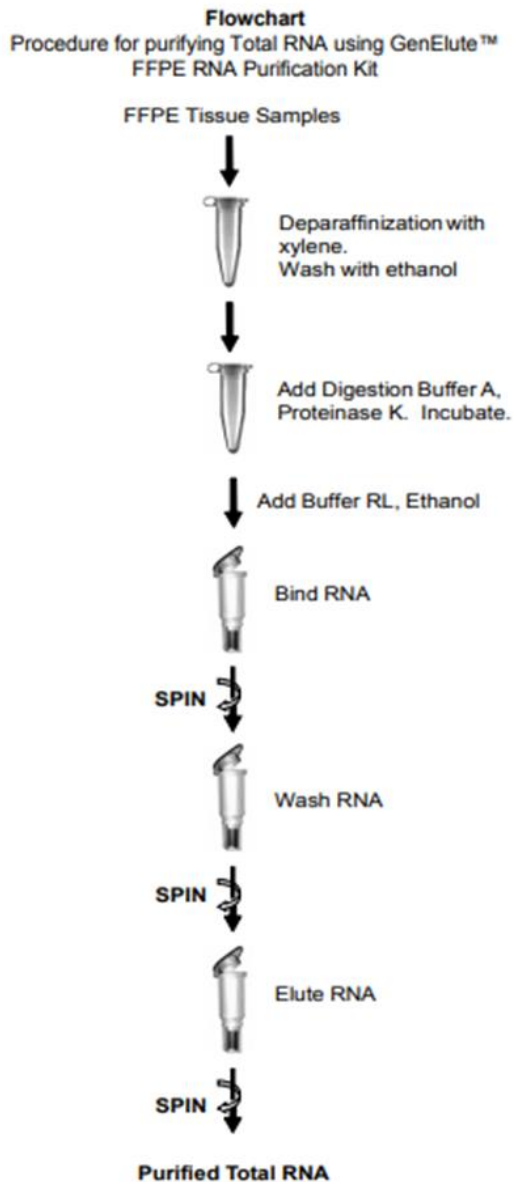 Flowchart
Procedure for purifying Total RNA using GenElute™
FFPE RNA Purification Kit
FFPE Tissue Samples
Deparaffinization with
xylene.
Wash with ethanol
Add Digestion Buffer A,
Proteinase K. Incubate.
Add Buffer RL, Ethanol
Bind RNA
SPIN
Wash RNA
SPIN
Elute RNA
SPIN
Purified Total RNA